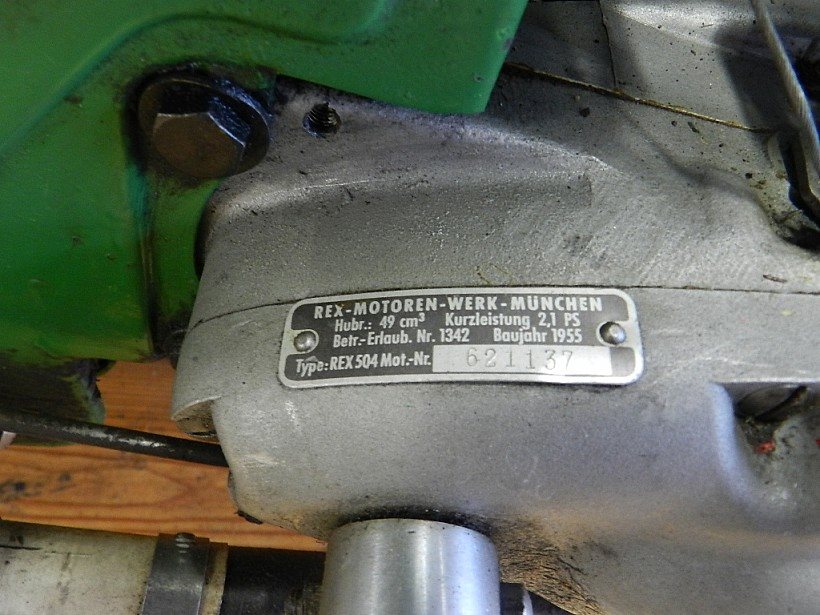 REX-MOTOREN-WERK-MÜNCHEN
Hubr.: 49 cm³ Kurzleistung 2,1 PS
Betr.-Erlaub. Nr. 1342 Baujahr 1955
Type: REX 504 Mot.-Nr. 621137